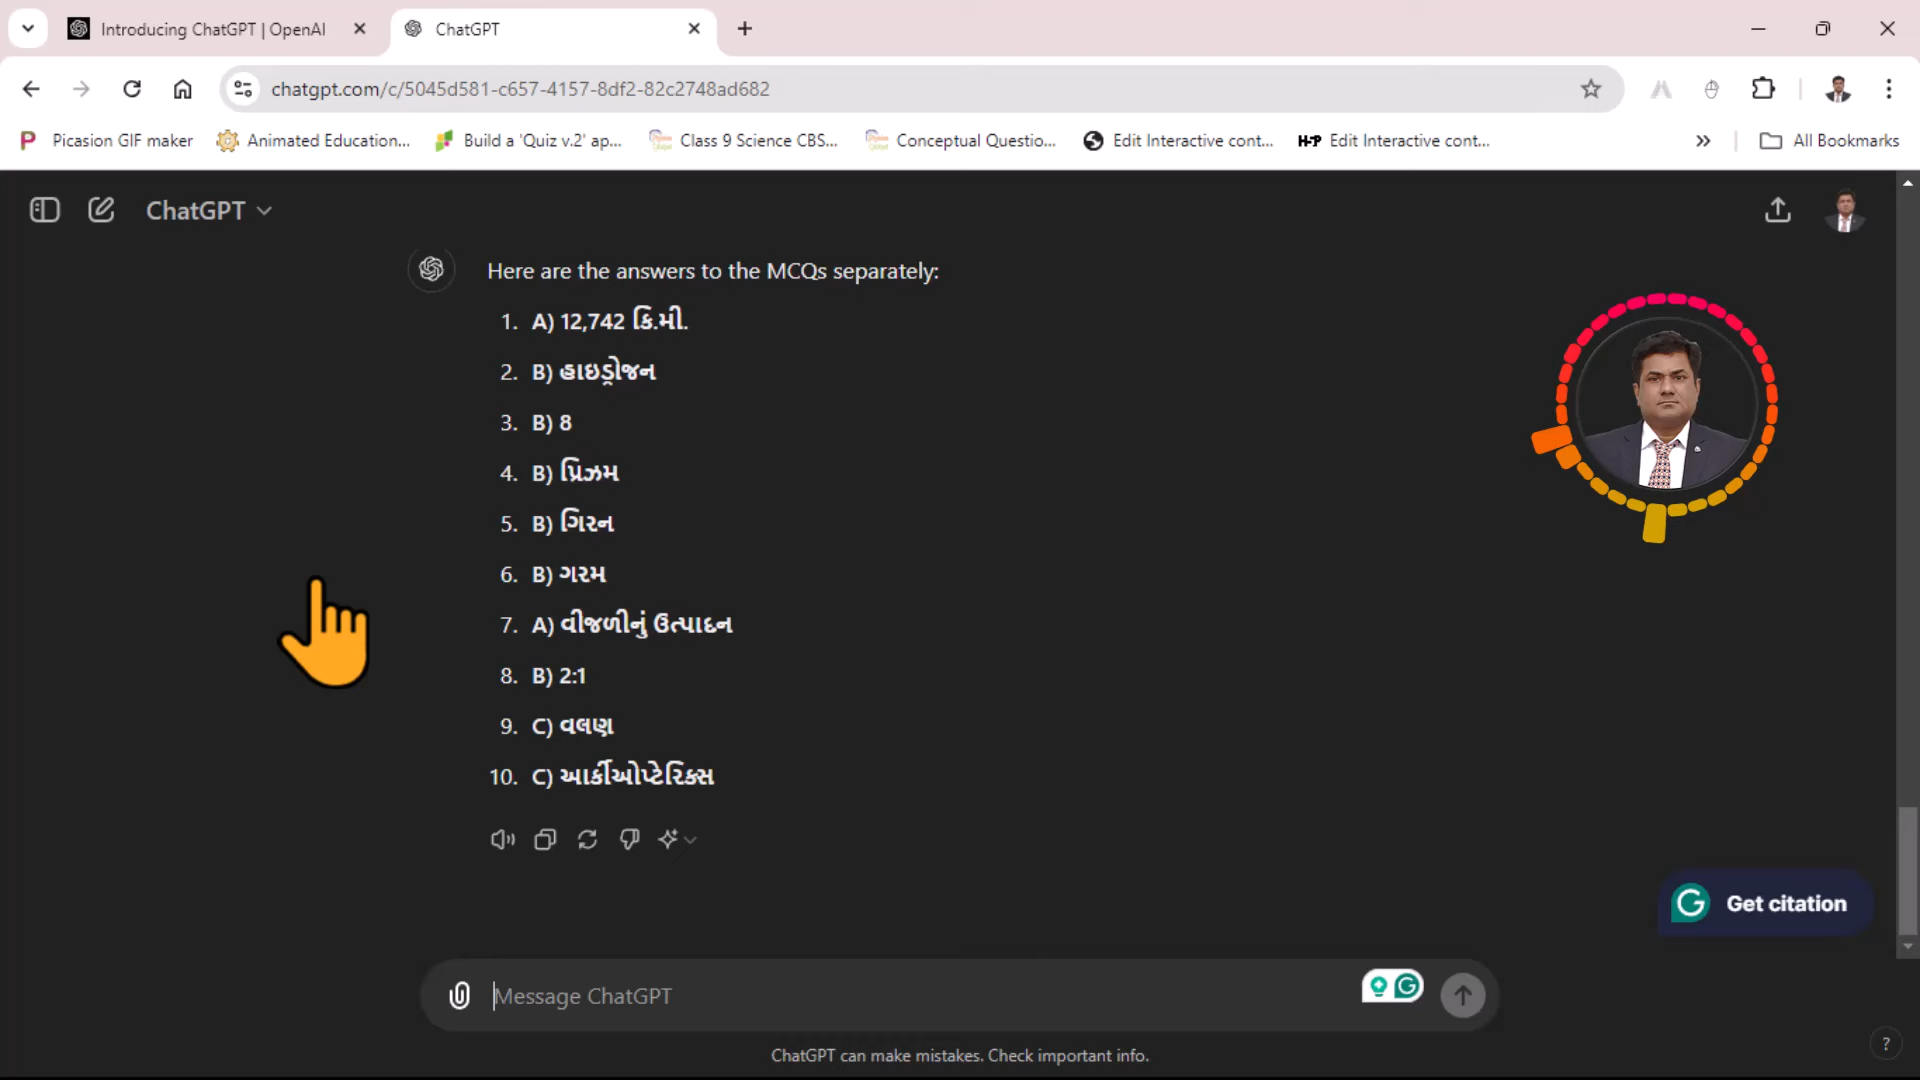 Introducing ChatGPT | OpenAI
ChatGPT
chatgpt.com/c/5045d581-c657-4157-8df2-82c2748ad682
Picasion GIF maker
Animated Education...
Build a 'Quiz v.2' ap...
Class 9 Science CBS...
Conceptual Questio...
Edit Interactive cont...
H-P Edit Interactive cont...
All Bookmarks
ChatGPT
Here are the answers to the MCQs separately:
1. A) 12,742 કિ.મી.
2. B) હાઇડ્રોજન
3. B) 8
4. B) પ્રિઝમ
5. B) ગિરન
6. B) ગરમ
7. A) વીજળીનું ઉત્પાદન
8. B) 2:1
9. C) વલણ
10. C) આર્કીઓપ્ટેરિક્સ
Get citation
Message ChatGPT
ChatGPT can make mistakes. Check important info.
?